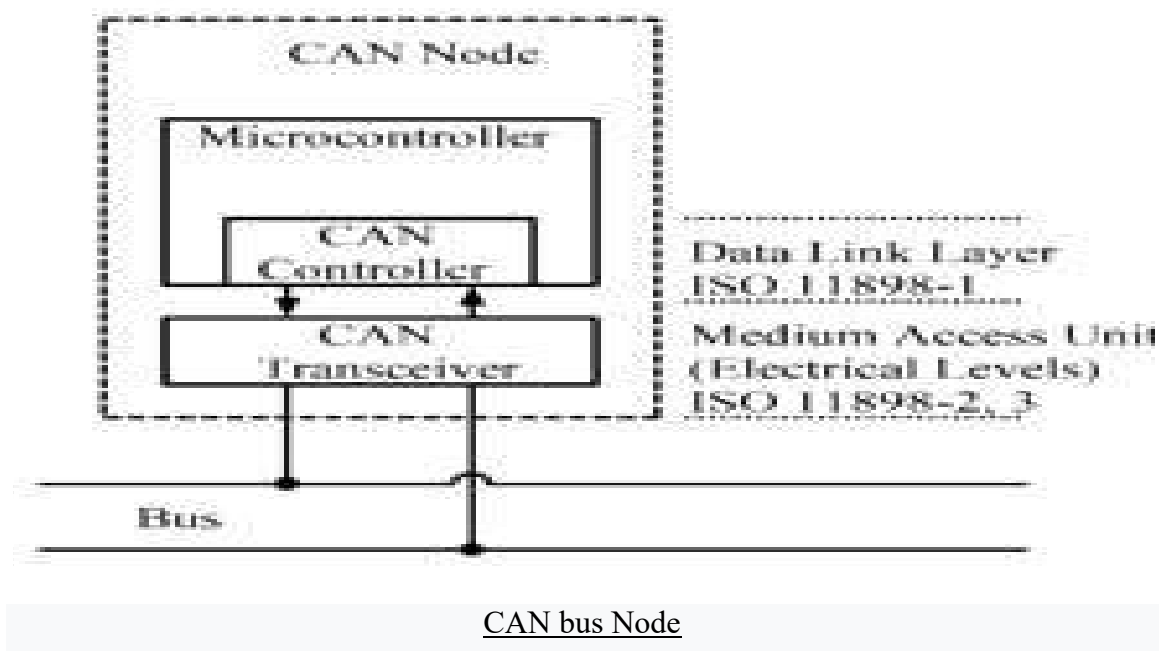 CAN Node
Microcontroller
CAN
Controller
Data Link Layer
ISO 11898-1
CAN
Transceiver
Medium Access Unit
(Electrical Levels)
ISO 11898-2, 3
Bus
CAN bus Node